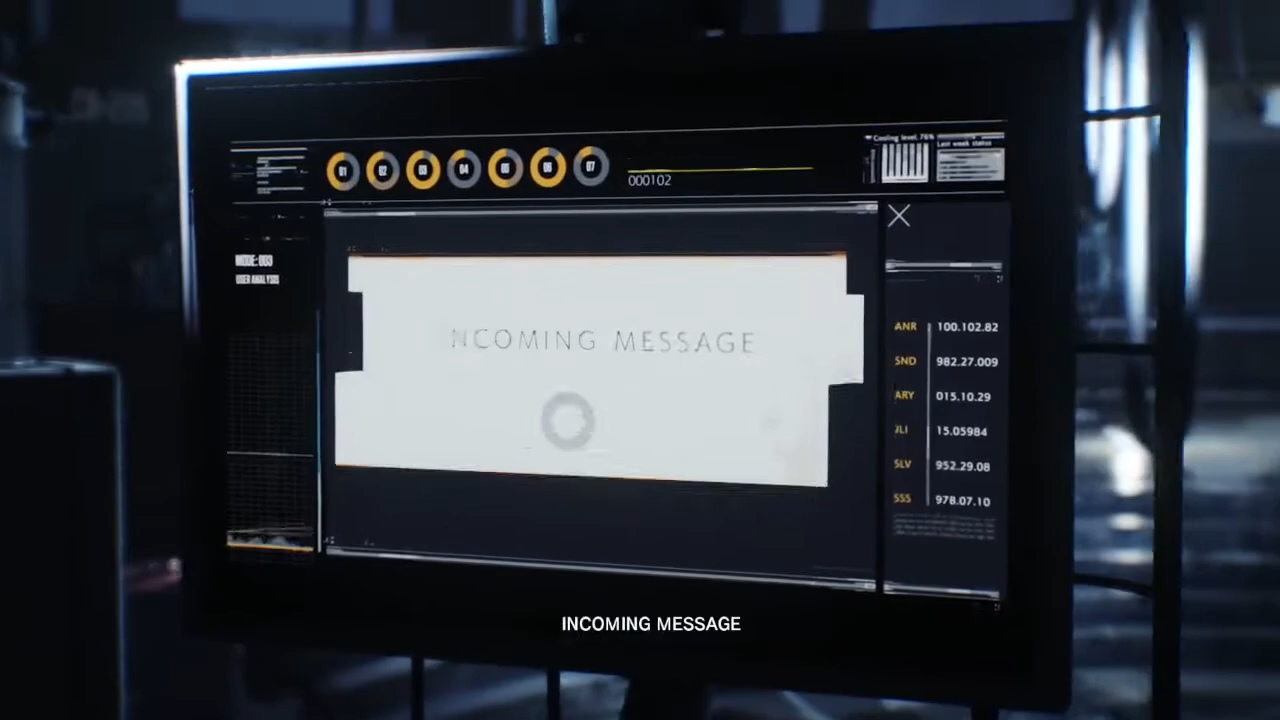 Cooling level.76%
Last week status
01 02 03 04 05 06 07
000102
MODE: 003
USER ANALYSIS
NCOMING MESSAGE
ANR 100.102.82
SND 982.27.009
ARY 015.10.29
JLI 15.05984
SLV 952.29.08
SSS 978.07.10
INCOMING MESSAGE